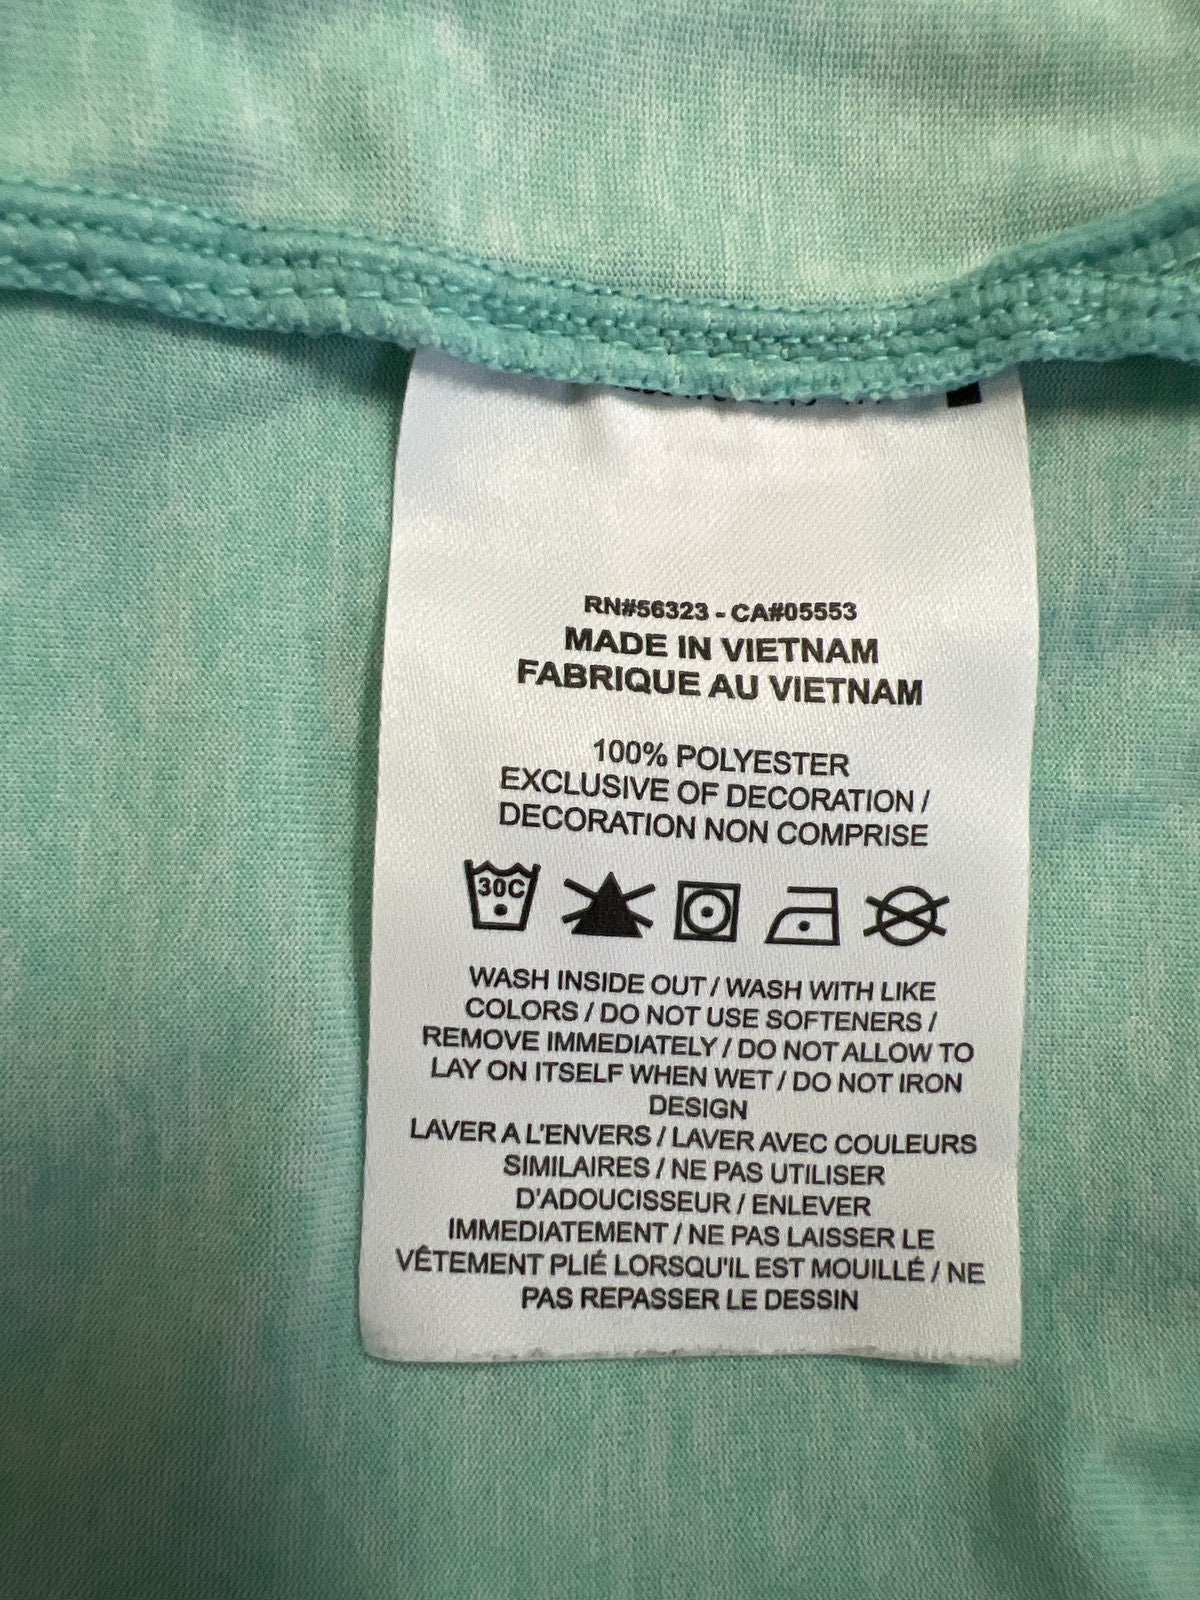 RN#56323 - CA#05553
MADE IN VIETNAM
FABRIQUE AU VIETNAM
100% POLYESTER
EXCLUSIVE OF DECORATION /
DECORATION NON COMPRISE
30C
WASH INSIDE OUT / WASH WITH LIKE
COLORS / DO NOT USE SOFTENERS /
REMOVE IMMEDIATELY / DO NOT ALLOW TO
LAY ON ITSELF WHEN WET / DO NOT IRON
DESIGN
LAVER A L'ENVERS / LAVER AVEC COULEURS
SIMILAIRES / NE PAS UTILISER
D'ADOUCISSEUR / ENLEVER
IMMEDIATEMENT / NE PAS LAISSER LE
VÊTEMENT PLIÉ LORSQU'IL EST MOUILLÉ / NE
PAS REPASSER LE DESSIN